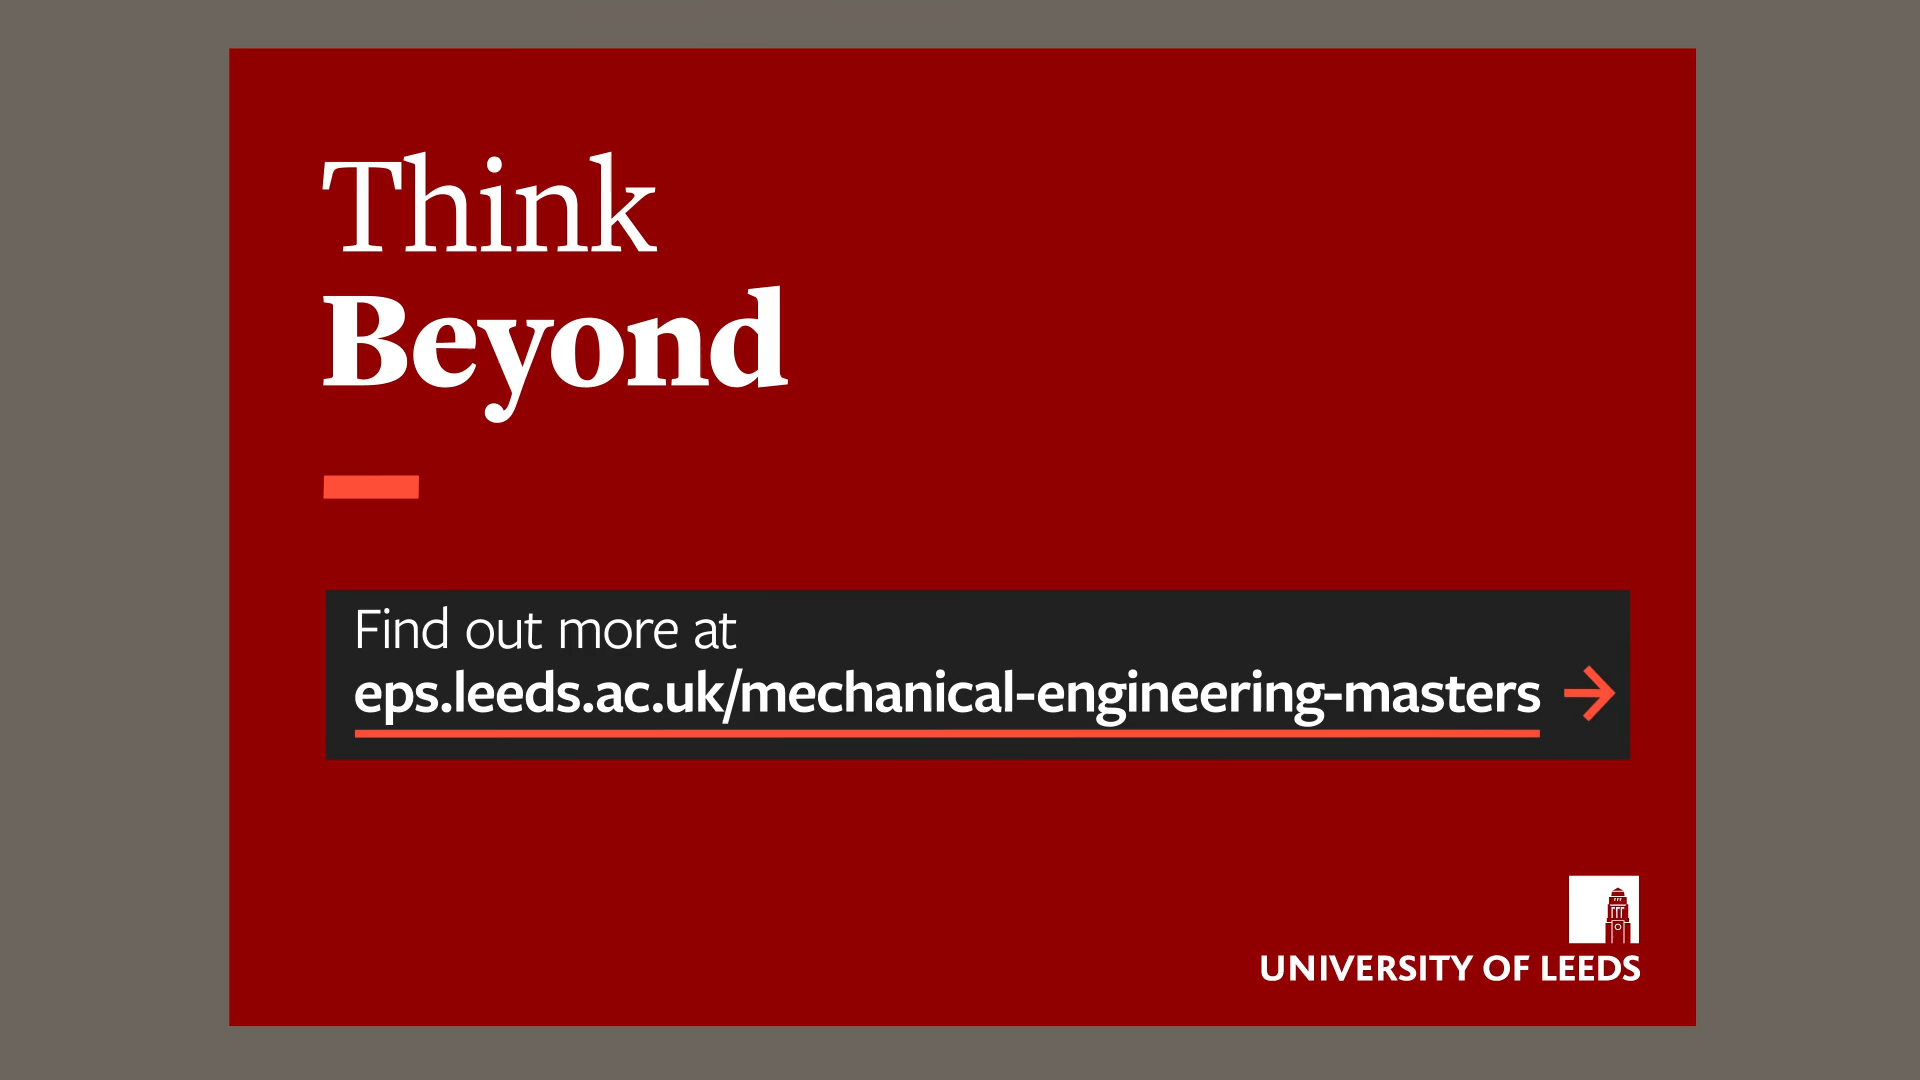 Think
Beyond
Find out more at
eps.leeds.ac.uk/mechanical-engineering-masters
UNIVERSITY OF LEEDS